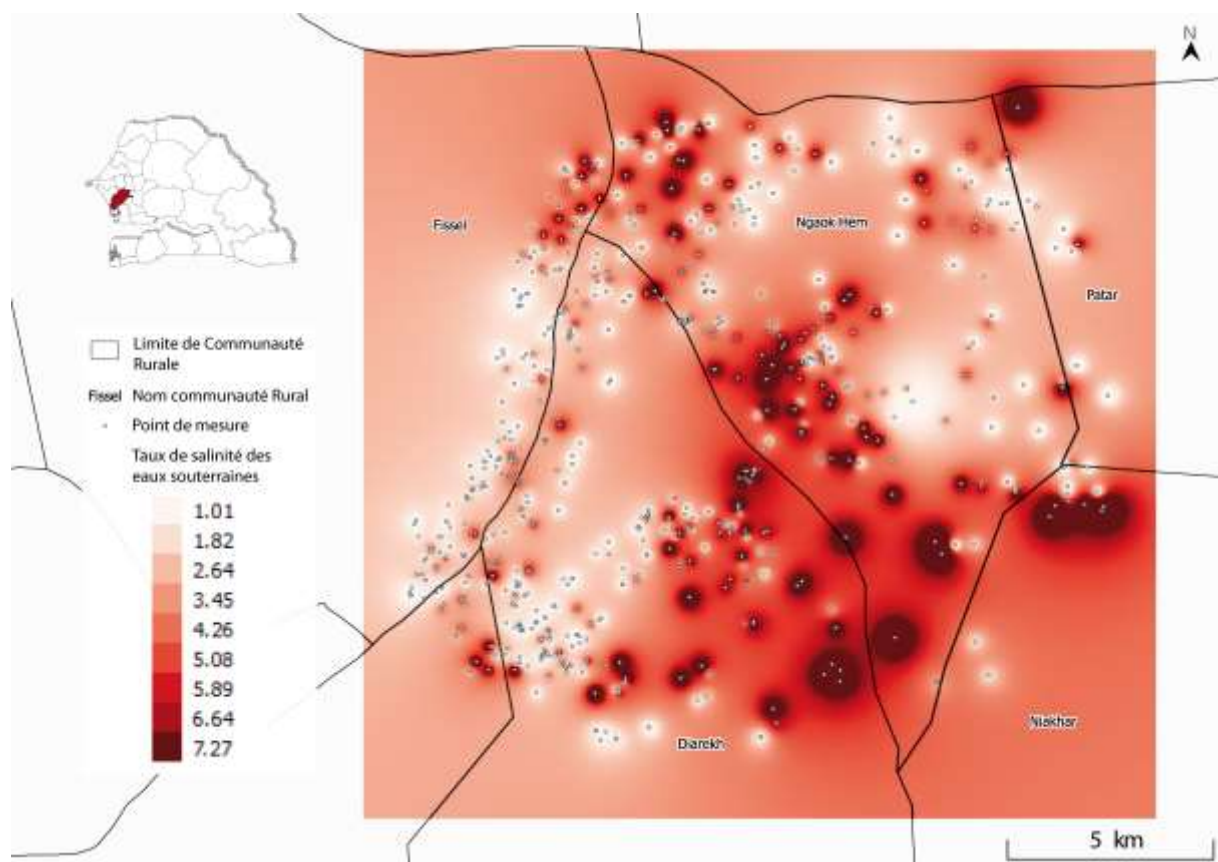 N
Fissel
Ngaok Hem
Patar
Limite de Communauté
Rurale
Fissel Nom communauté Rural
Point de mesure
Taux de salinité des
eaux souterraines
1.01
1.82
2.64
3.45
4.26
5.08
5.89
6.64
7.27
Niakhar
Diarekh
5 km